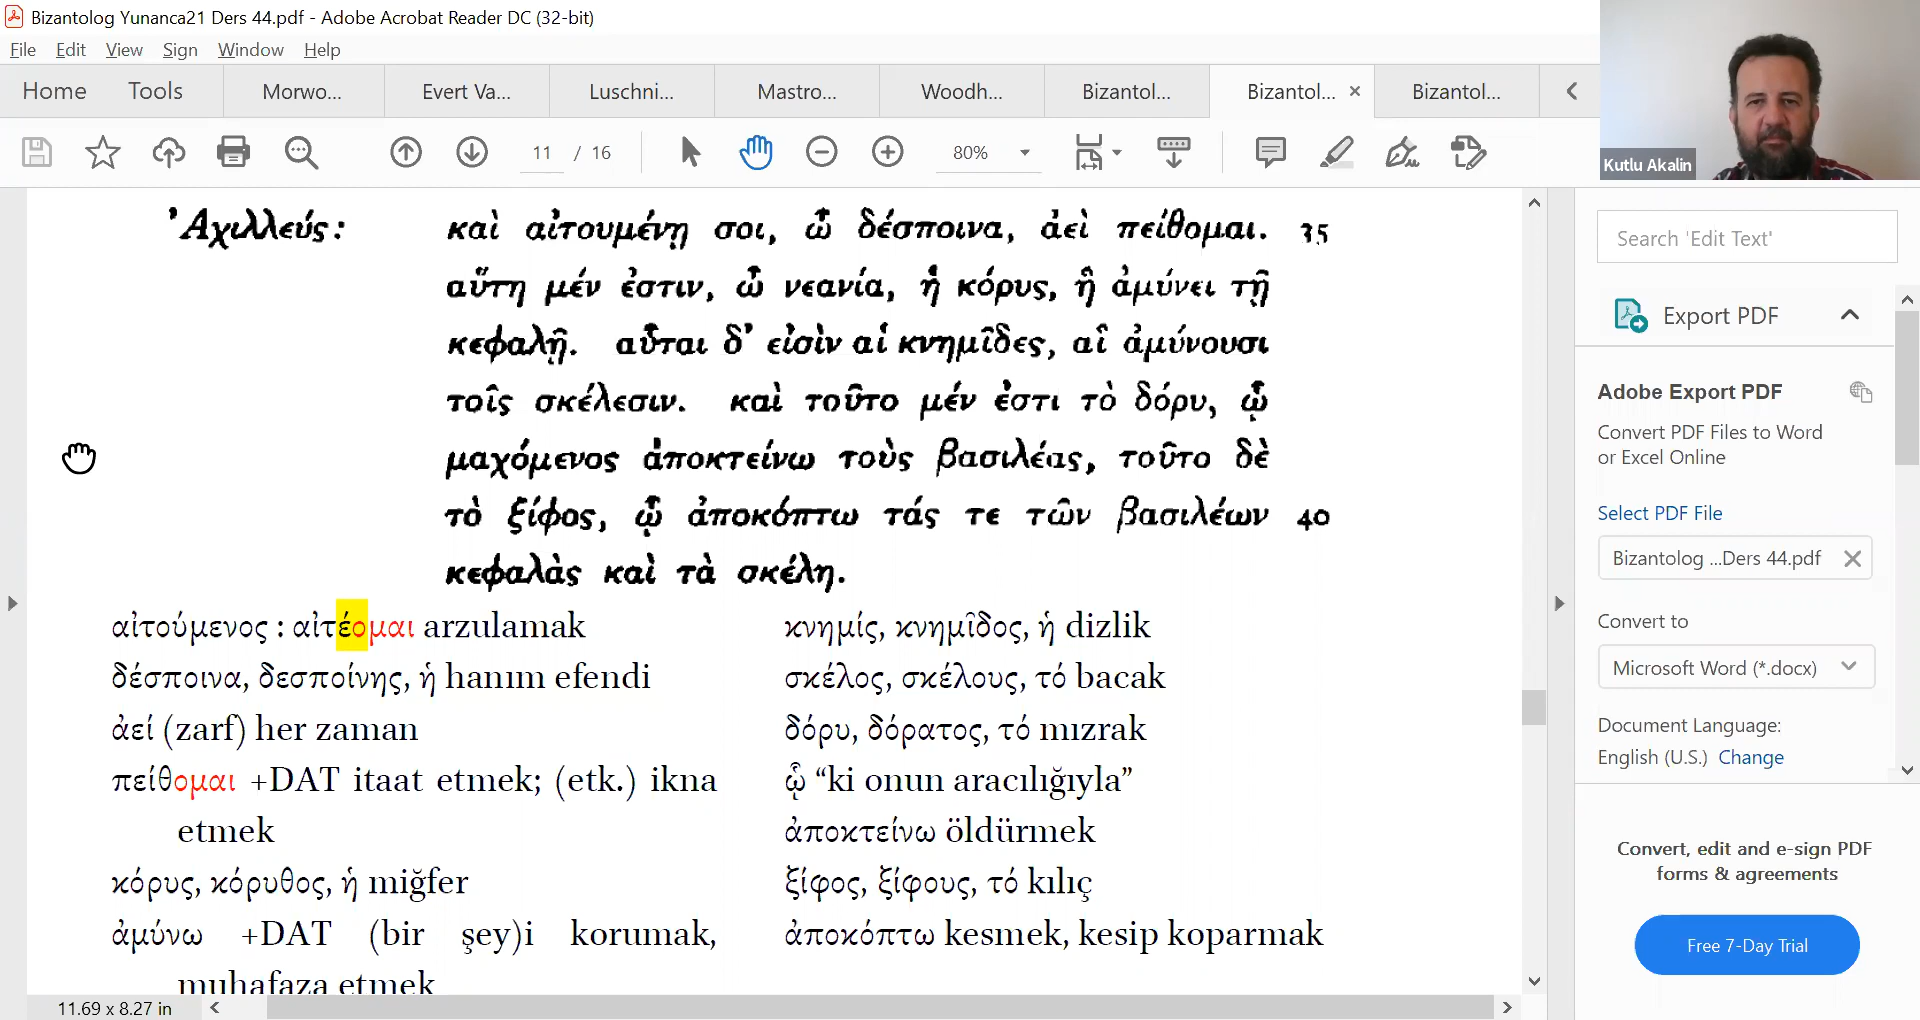 Bizantolog Yunanca21 Ders 44.pdf - Adobe Acrobat Reader DC (32-bit)
File Edit View Sign Window Help
Home Tools Morwo... Evert Va... Luschni... Mastro... Woodh... Bizantol... Bizantol... Bizantol...
11 / 16 80%
Kutlu Akalin
Ἀχιλλεύς: καὶ αἰτουμένῃ σοι, ὦ δέσποινα, ἀεὶ πείθομαι. 35
αὕτη μέν ἐστιν, ὦ νεανία, ἡ κόρυς, ἣ ἀμύνει τῇ
κεφαλῇ. αὗται δ' εἰσὶν αἱ κνημῖδες, αἳ ἀμύνουσι
τοῖς σκέλεσιν. καὶ τοῦτο μέν ἐστι τὸ δόρυ, ᾧ
μαχόμενος ἀποκτείνω τοὺς βασιλέας, τοῦτο δὲ
τὸ ξίφος, ᾧ ἀποκόπτω τάς τε τῶν βασιλέων 40
κεφαλὰς καὶ τὰ σκέλη.
αἰτούμενος : αἰτέομαι arzulamak
δέσποινα, δεσποίνης, ἡ hanım efendi
ἀεί (zarf) her zaman
πείθομαι +DAT itaat etmek; (etk.) ikna
etmek
κόρυς, κόρυθος, ἡ miğfer
ἀμύνω +DAT (bir şey)i korumak,
muhafaza etmek
κνημίς, κνημῖδος, ἡ dizlik
σκέλος, σκέλους, τό bacak
δόρυ, δόρατος, τό mızrak
ᾧ “ki onun aracılığıyla”
ἀποκτείνω öldürmek
ξίφος, ξίφους, τό kılıç
ἀποκόπτω kesmek, kesip koparmak
11.69 x 8.27 in
Search 'Edit Text'
Export PDF
Adobe Export PDF
Convert PDF Files to Word
or Excel Online
Select PDF File
Bizantolog ...Ders 44.pdf
Convert to
Microsoft Word (*.docx)
Document Language:
English (U.S.) Change
Convert, edit and e-sign PDF
forms & agreements
Free 7-Day Trial